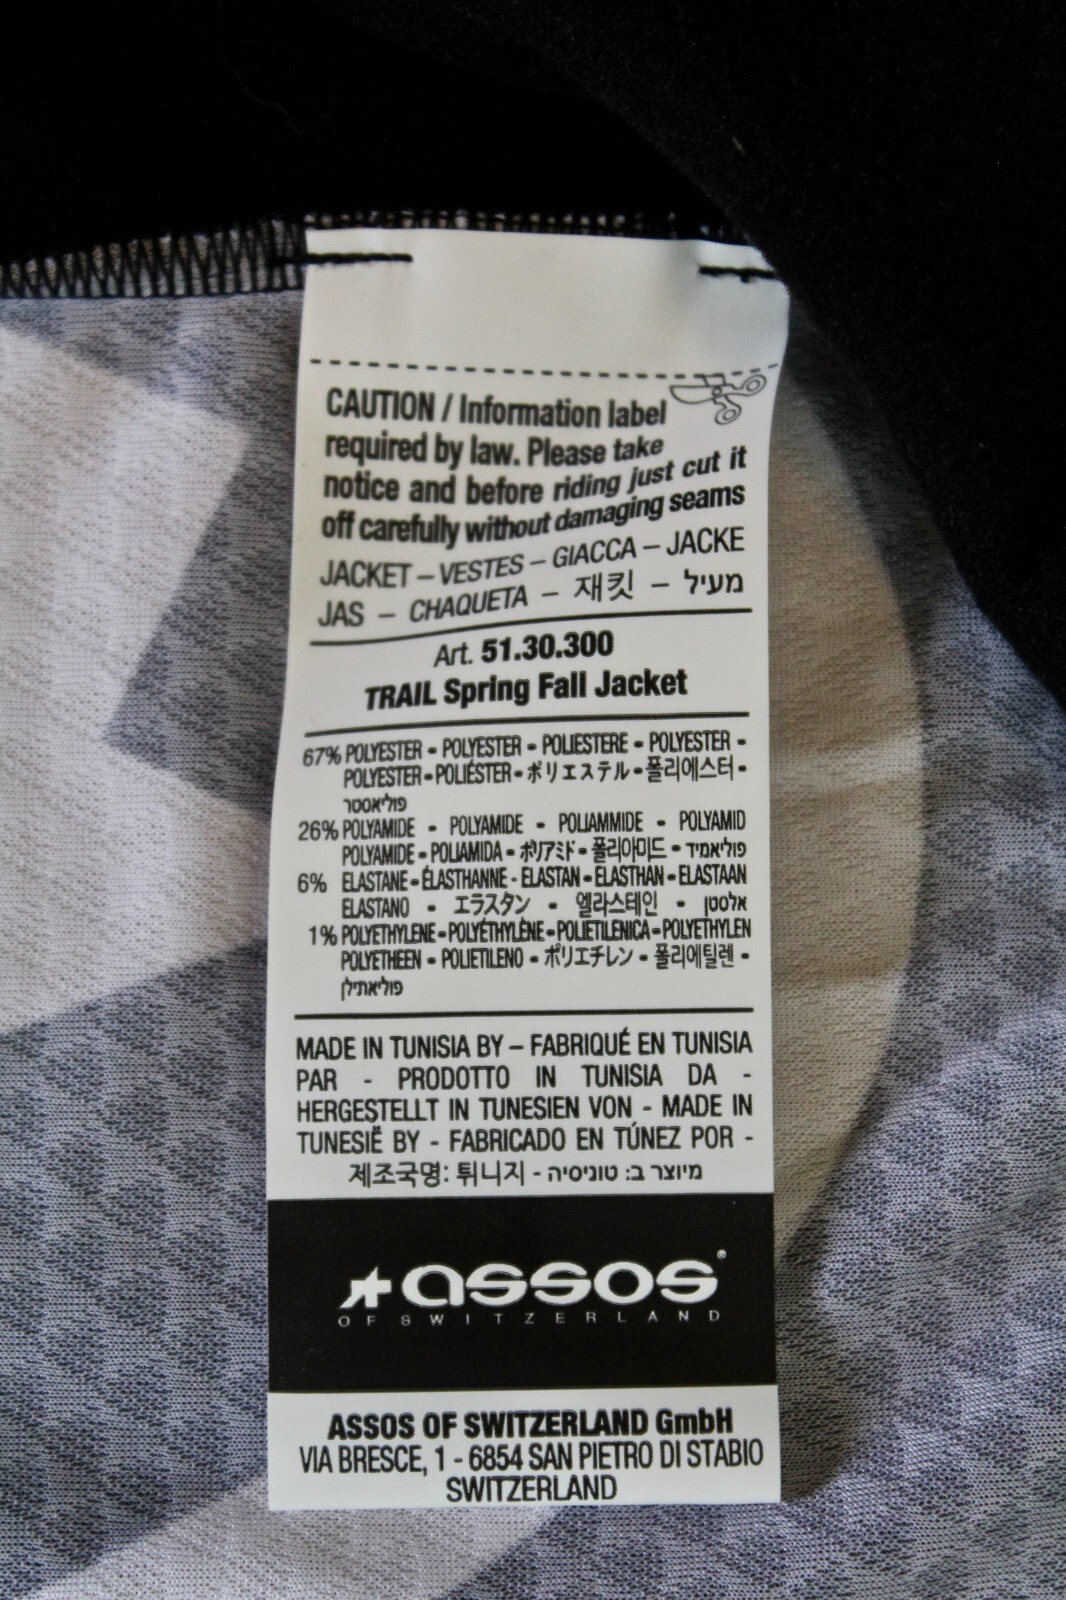 CAUTION / Information label
required by law. Please take
notice and before riding just cut it
off carefully without damaging seams
JACKET – VESTES – GIACCA – JACKE
JAS – CHAQUETA – 재킷 – מעיל
Art. 51.30.300
TRAIL Spring Fall Jacket
67% POLYESTER - POLYESTER - POLIESTERE - POLYESTER -
POLYESTER - POLIÉSTER - ポリエステル - 폴리에스터 -
פוליאסטר
26% POLYAMIDE - POLYAMIDE - POLIAMMIDE - POLYAMID
POLYAMIDE - POLIAMIDA - ポリアミド - 폴리아미드 - פוליאמיד
6% ELASTANE - ÉLASTHANNE - ELASTAN - ELASTHAN - ELASTAAN
ELASTANO - エラスタン - 엘라스테인 - אלסטן
1% POLYETHYLENE - POLYÉTHYLÈNE - POLIETILENICA - POLYETHYLEN
POLYETHEEN - POLIETILENO - ポリエチレン - 폴리에틸렌 -
פוליאתילן
MADE IN TUNISIA BY – FABRIQUÉ EN TUNISIA
PAR - PRODOTTO IN TUNISIA DA -
HERGESTELLT IN TUNESIEN VON - MADE IN
TUNESIË BY - FABRICADO EN TÚNEZ POR -
제조국명: 튀니지 - מיוצר ב: טוניסיה
assos®
OF SWITZERLAND
ASSOS OF SWITZERLAND GmbH
VIA BRESCE, 1 - 6854 SAN PIETRO DI STABIO
SWITZERLAND